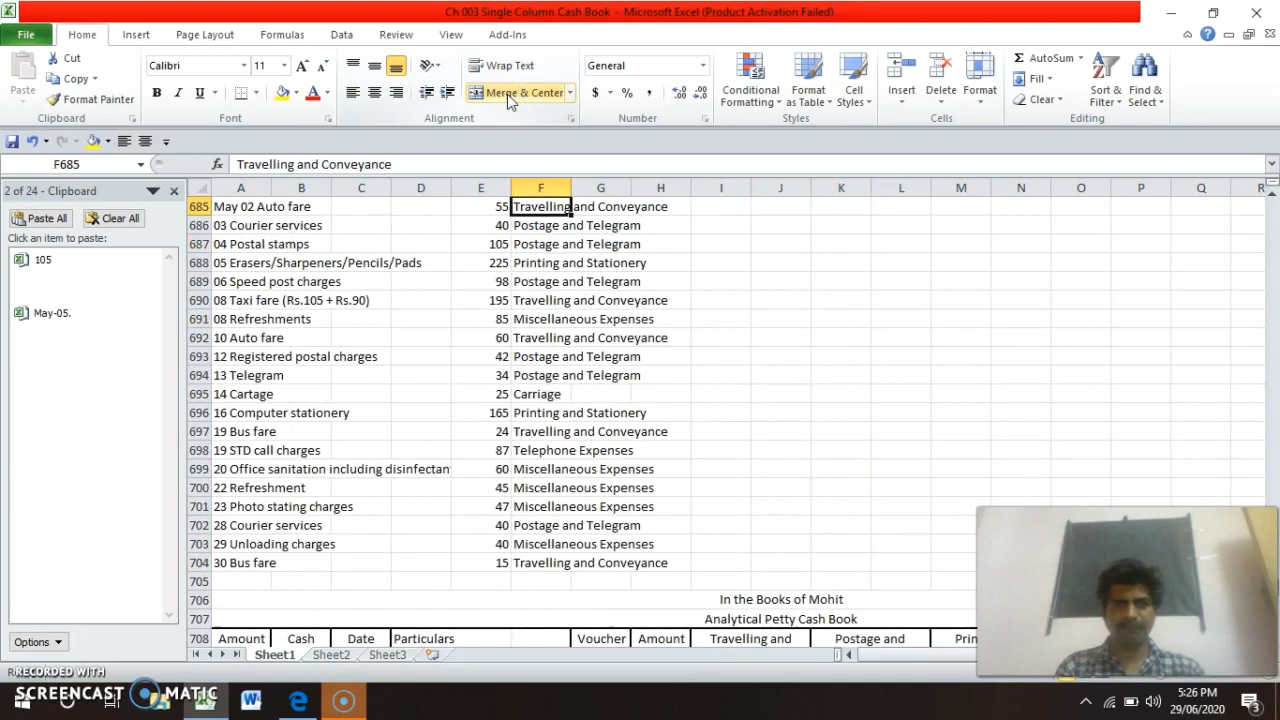 Ch 003 Single Column Cash Book - Microsoft Excel (Product Activation Failed)
File Home Insert Page Layout Formulas Data Review View Add-Ins
Cut
Copy
Format Painter
Paste
Clipboard
Calibri 11
Font
Wrap Text
Merge & Center
Alignment
General
Number
Conditional Formatting
Format as Table
Cell Styles
Styles
Insert Delete Format
Cells
AutoSum
Fill
Clear
Sort & Filter
Find & Select
Editing
F685 fx Travelling and Conveyance
2 of 24 - Clipboard
Paste All Clear All
Click an item to paste:
105
May-05.
Options
A B C D E F G H I J K L M N O P Q R
685 May 02 Auto fare 55 Travelling and Conveyance
686 03 Courier services 40 Postage and Telegram
687 04 Postal stamps 105 Postage and Telegram
688 05 Erasers/Sharpeners/Pencils/Pads 225 Printing and Stationery
689 06 Speed post charges 98 Postage and Telegram
690 08 Taxi fare (Rs.105 + Rs.90) 195 Travelling and Conveyance
691 08 Refreshments 85 Miscellaneous Expenses
692 10 Auto fare 60 Travelling and Conveyance
693 12 Registered postal charges 42 Postage and Telegram
694 13 Telegram 34 Postage and Telegram
695 14 Cartage 25 Carriage
696 16 Computer stationery 165 Printing and Stationery
697 19 Bus fare 24 Travelling and Conveyance
698 19 STD call charges 87 Telephone Expenses
699 20 Office sanitation including disinfectan 60 Miscellaneous Expenses
700 22 Refreshment 45 Miscellaneous Expenses
701 23 Photo stating charges 47 Miscellaneous Expenses
702 28 Courier services 40 Postage and Telegram
703 29 Unloading charges 40 Miscellaneous Expenses
704 30 Bus fare 15 Travelling and Conveyance
705
706 In the Books of Mohit
707 Analytical Petty Cash Book
708 Amount Cash Date Particulars Voucher Amount Travelling and Postage and Prin
Sheet1 Sheet2 Sheet3
RECORDED WITH
SCREENCAST MATIC
5:26 PM
29/06/2020
3